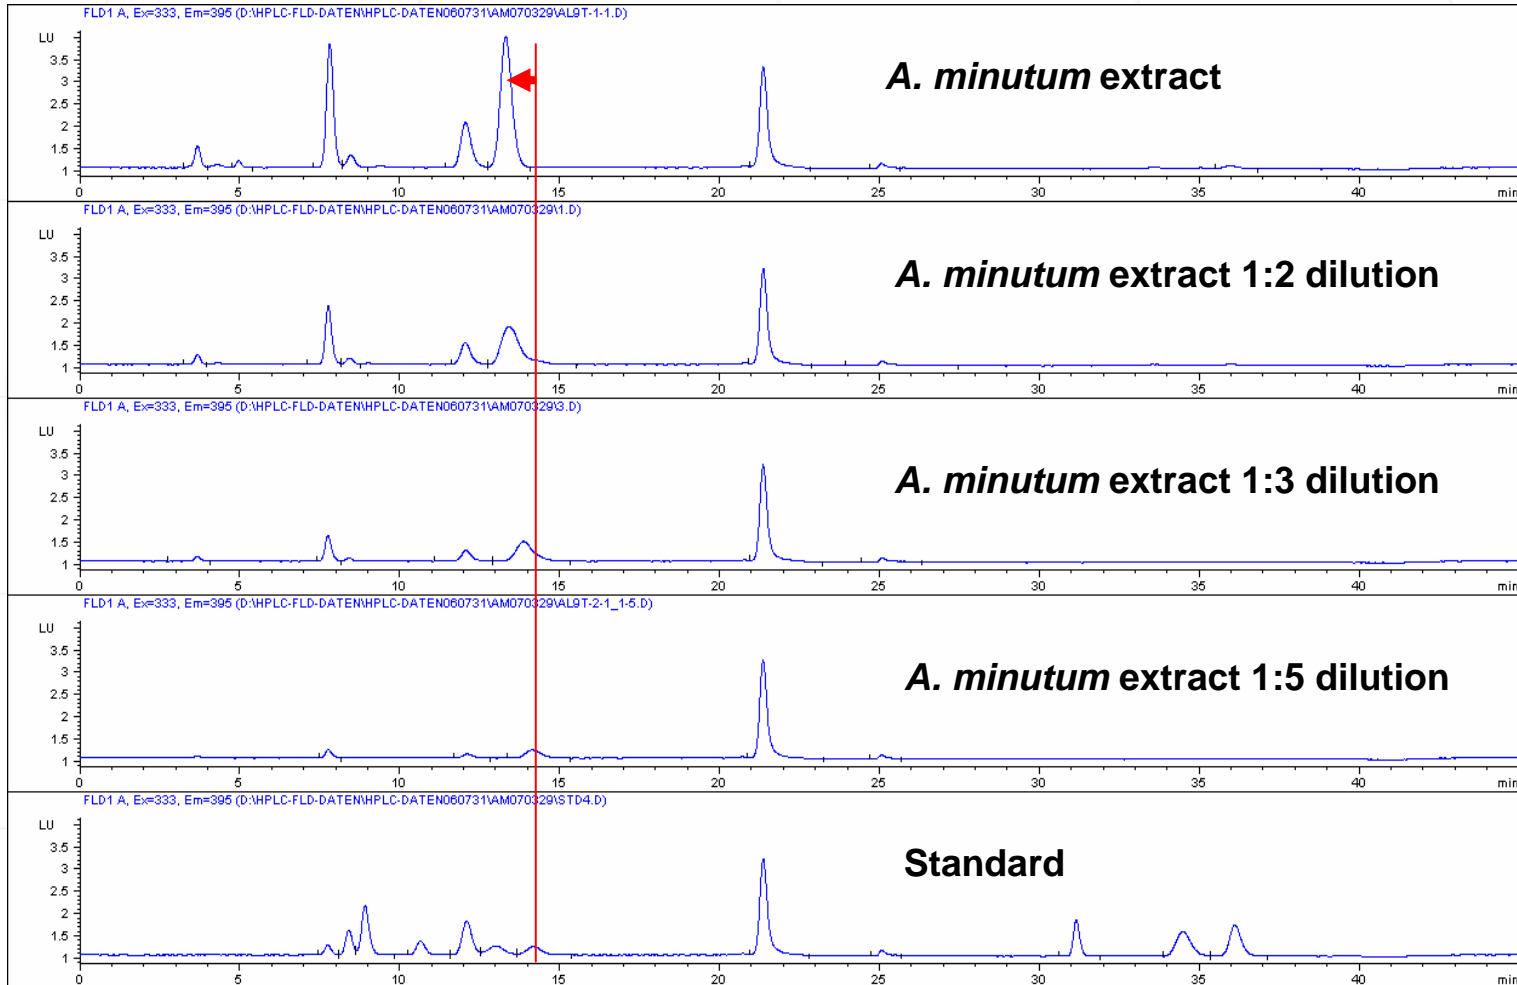 FLD1 A, Ex=333, Em=395 (D:\HPLC-FLD-DATEN\HPLC-DATEN060731\AM070329\AL9T-1-1.D)
LU
3.5
3
2.5
2
1.5
1
A. minutum extract
0 5 10 15 20 25 30 35 40 min
FLD1 A, Ex=333, Em=395 (D:\HPLC-FLD-DATEN\HPLC-DATEN060731\AM070329\1.D)
LU
3.5
3
2.5
2
1.5
1
A. minutum extract 1:2 dilution
0 5 10 15 20 25 30 35 40 min
FLD1 A, Ex=333, Em=395 (D:\HPLC-FLD-DATEN\HPLC-DATEN060731\AM070329\3.D)
LU
3.5
3
2.5
2
1.5
1
A. minutum extract 1:3 dilution
0 5 10 15 20 25 30 35 40 min
FLD1 A, Ex=333, Em=395 (D:\HPLC-FLD-DATEN\HPLC-DATEN060731\AM070329\AL9T-2-1_1-5.D)
LU
3.5
3
2.5
2
1.5
1
A. minutum extract 1:5 dilution
0 5 10 15 20 25 30 35 40 min
FLD1 A, Ex=333, Em=395 (D:\HPLC-FLD-DATEN\HPLC-DATEN060731\AM070329\STD4.D)
LU
3.5
3
2.5
2
1.5
1
Standard
0 5 10 15 20 25 30 35 40 min